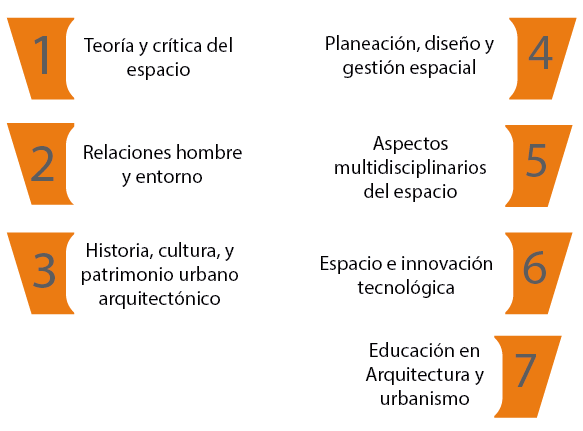 1
Teoría y crítica del
espacio
2
Relaciones hombre
y entorno
3
Historia, cultura, y
patrimonio urbano
arquitectónico
4
Planeación, diseño y
gestión espacial
5
Aspectos
multidisciplinarios
del espacio
6
Espacio e innovación
tecnológica
7
Educación en
Arquitectura y
urbanismo